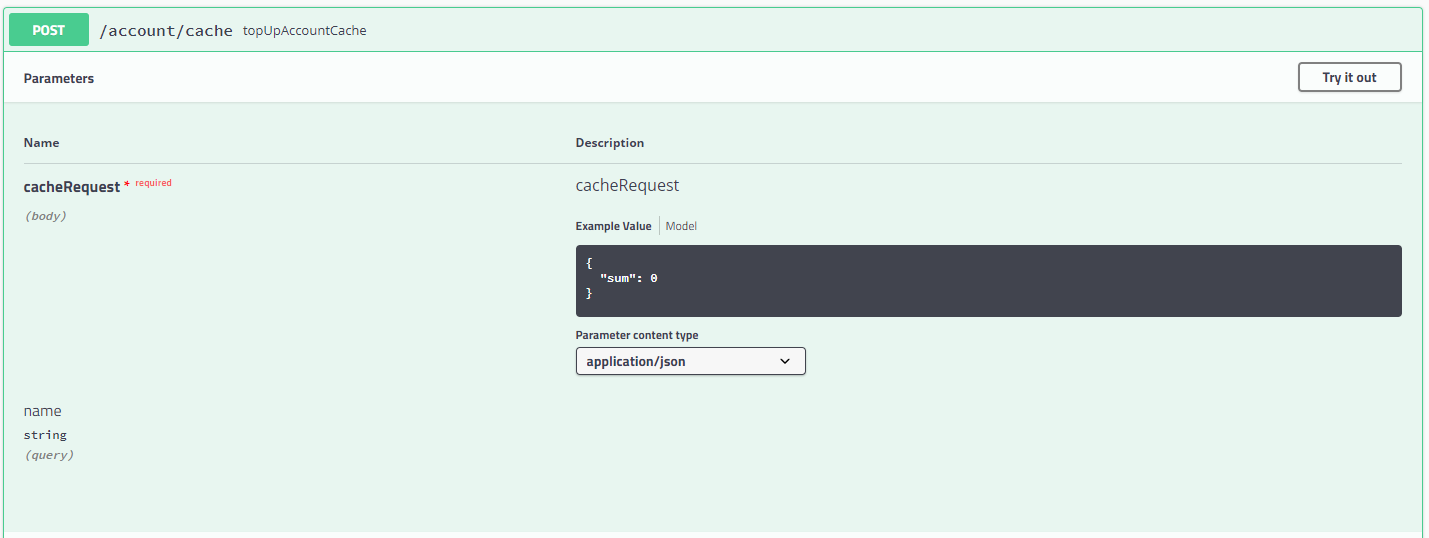 POST /account/cache topUpAccountCache
Parameters
Try it out
Name Description
cacheRequest * required
(body)
cacheRequest
Example Value Model
{
"sum": 0
}
Parameter content type
application/json
name
string
(query)